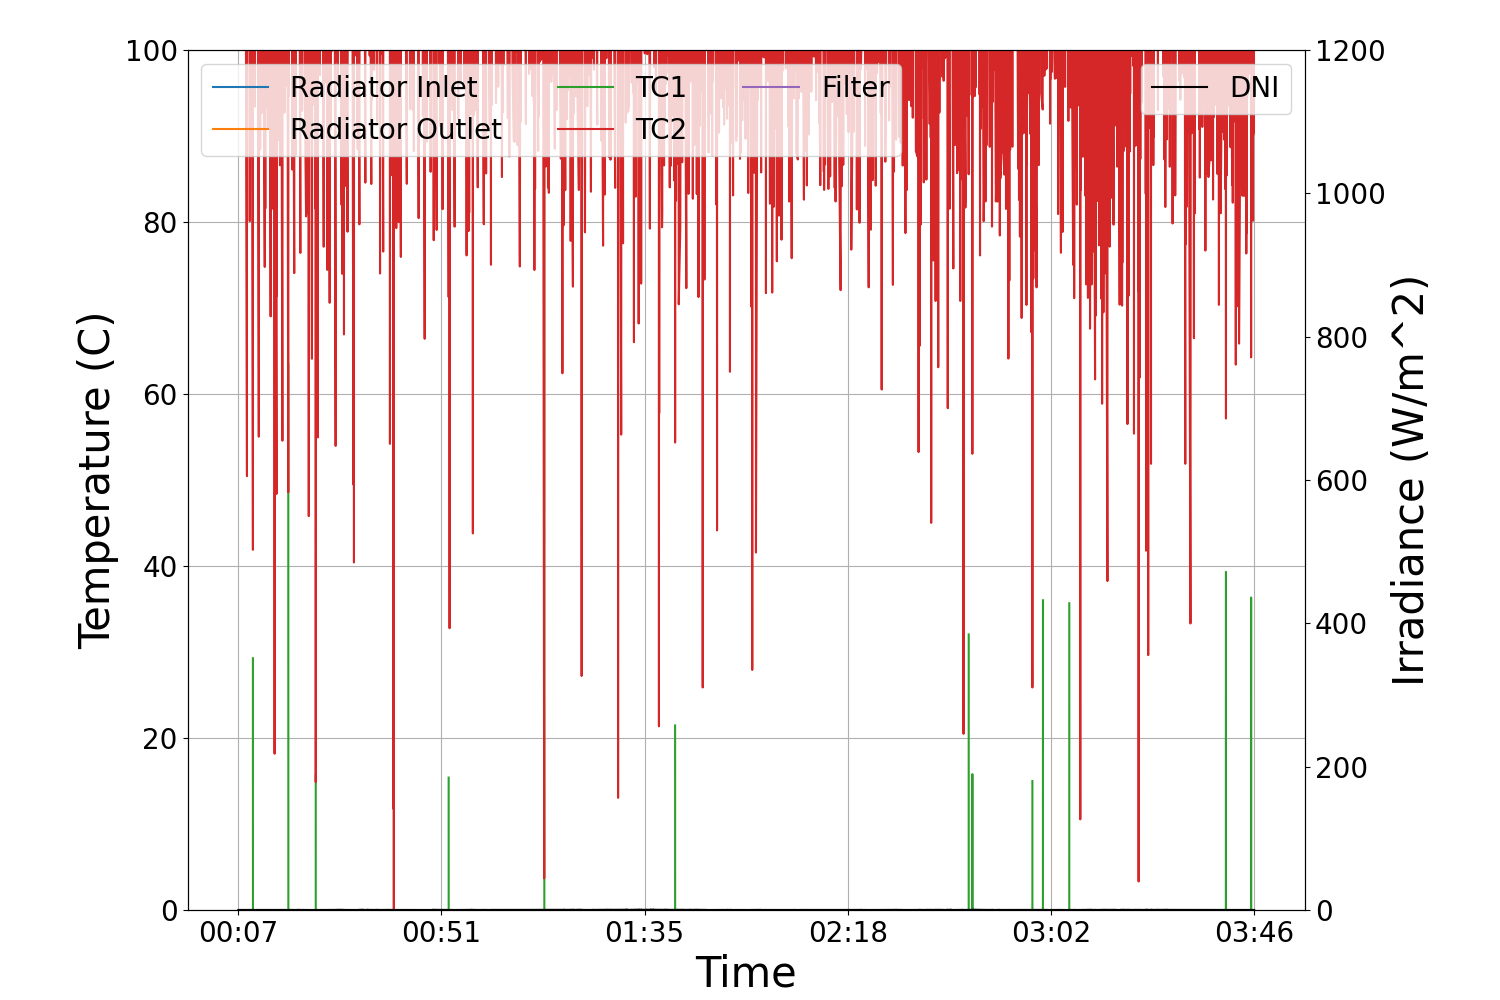 100
80
60
40
20
0
Temperature (C)
Radiator Inlet
Radiator Outlet
TC1
TC2
Filter
DNI
1200
1000
800
600
400
200
0
Irradiance (W/m^2)
00:07 00:51 01:35 02:18 03:02 03:46
Time